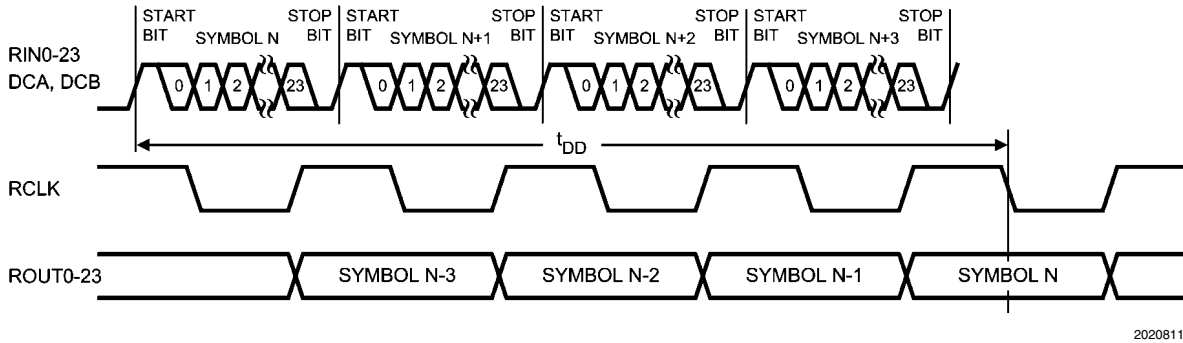 START STOP START STOP START STOP START STOP
BIT SYMBOL N BIT BIT SYMBOL N+1 BIT BIT SYMBOL N+2 BIT BIT SYMBOL N+3 BIT
RIN0-23
DCA, DCB
0 1 2 23 0 1 2 23 0 1 2 23 0 1 2 23
tDD
RCLK
ROUT0-23 SYMBOL N-3 SYMBOL N-2 SYMBOL N-1 SYMBOL N
2020811